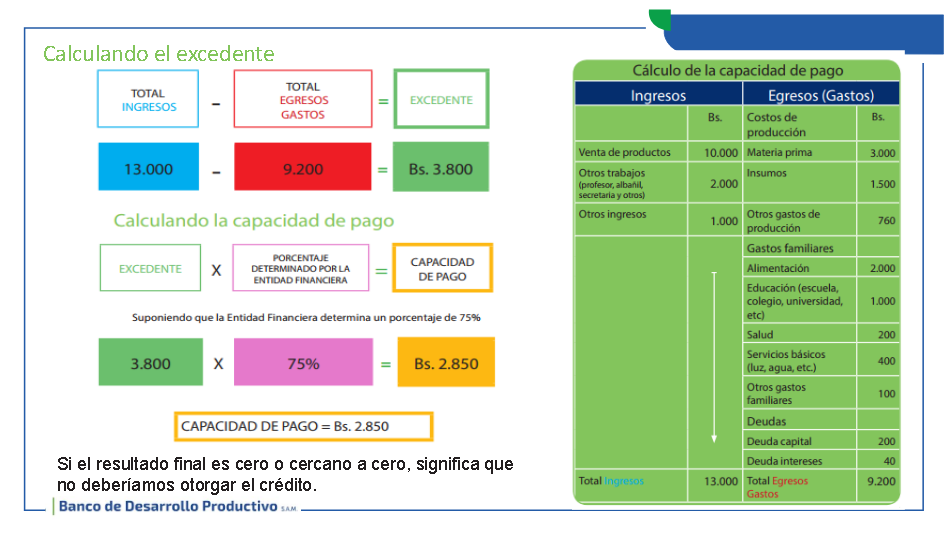 Calculando el excedente
TOTAL
INGRESOS
–
TOTAL
EGRESOS
GASTOS
=
EXCEDENTE
13.000
–
9.200
=
Bs. 3.800
Calculando la capacidad de pago
EXCEDENTE
X
PORCENTAJE
DETERMINADO POR LA
ENTIDAD FINANCIERA
=
CAPACIDAD
DE PAGO
Suponiendo que la Entidad Financiera determina un porcentaje de 75%
3.800
X
75%
=
Bs. 2.850
CAPACIDAD DE PAGO = Bs. 2.850
Si el resultado final es cero o cercano a cero, significa que
no deberíamos otorgar el crédito.
Banco de Desarrollo Productivo S.A.M.
Cálculo de la capacidad de pago
Ingresos
Egresos (Gastos)
Bs.
Costos de
producción
Bs.
Venta de productos
10.000
Materia prima
3.000
Otros trabajos
(profesor, albañil,
secretaria y otros)
2.000
Insumos
1.500
Otros ingresos
1.000
Otros gastos de
producción
760
Gastos familiares
Alimentación
2.000
Educación (escuela,
colegio, universidad,
etc)
1.000
Salud
200
Servicios básicos
(luz, agua, etc.)
400
Otros gastos
familiares
100
Deudas
Deuda capital
200
Deuda intereses
40
Total Ingresos
13.000
Total Egresos
Gastos
9.200